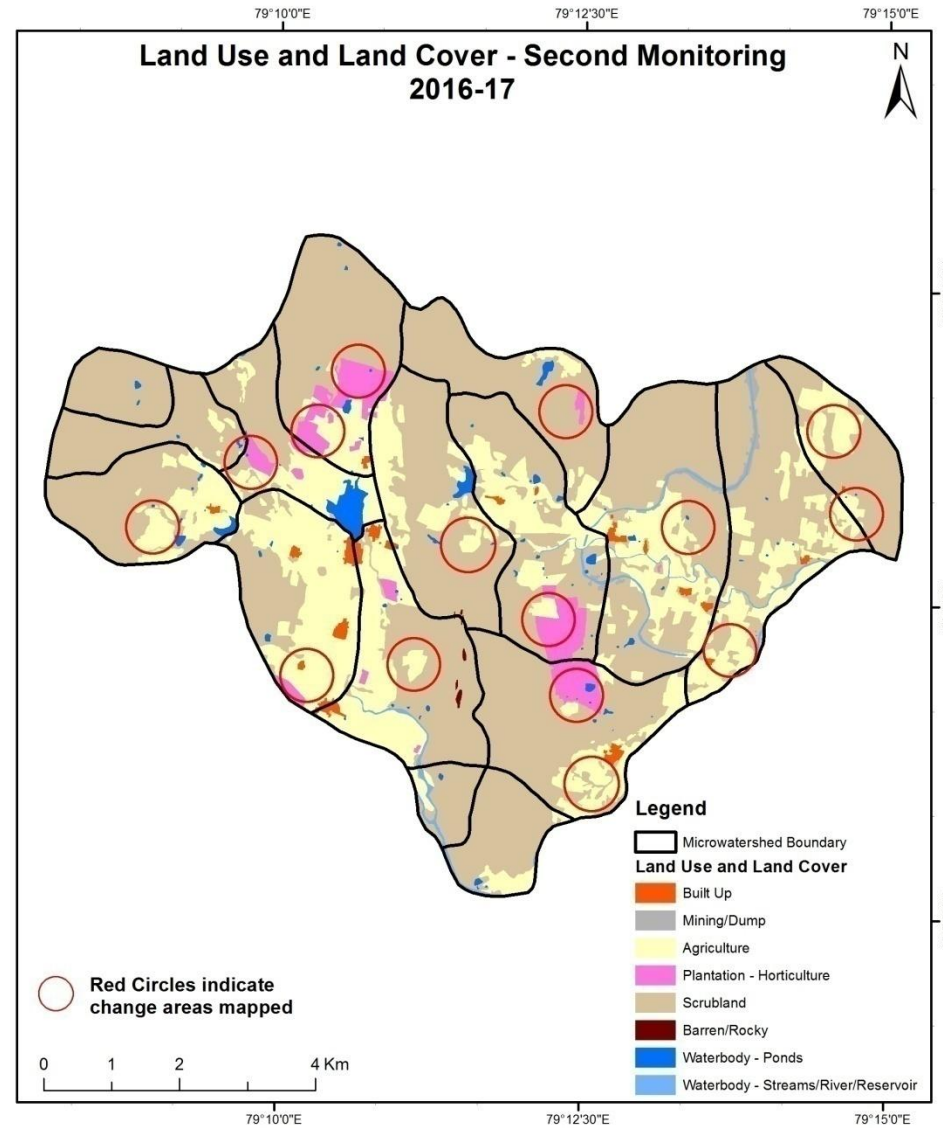 79°10'0"E 79°12'30"E 79°15'0"E
Land Use and Land Cover - Second Monitoring
2016-17
N
Legend
Microwatershed Boundary
Land Use and Land Cover
Built Up
Mining/Dump
Agriculture
Plantation - Horticulture
Scrubland
Barren/Rocky
Waterbody - Ponds
Waterbody - Streams/River/Reservoir
Red Circles indicate
change areas mapped
0 1 2 4 Km
79°10'0"E 79°12'30"E 79°15'0"E